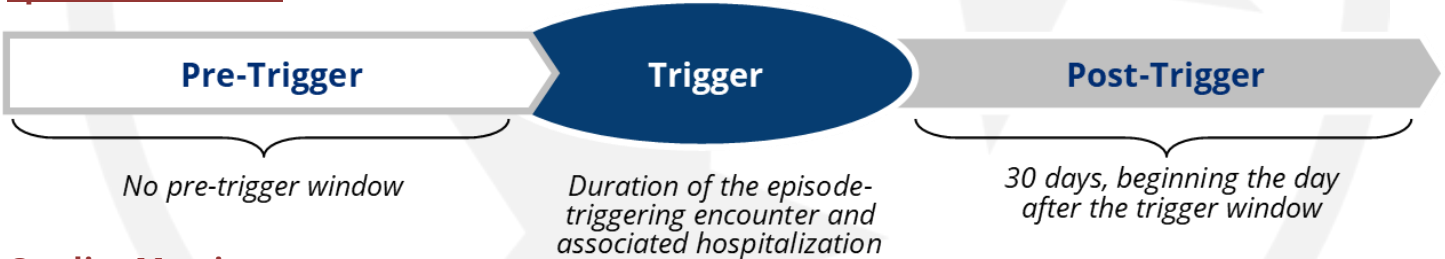 Pre-Trigger
Trigger
Post-Trigger
No pre-trigger window
Duration of the episode-
triggering encounter and
associated hospitalization
30 days, beginning the day
after the trigger window